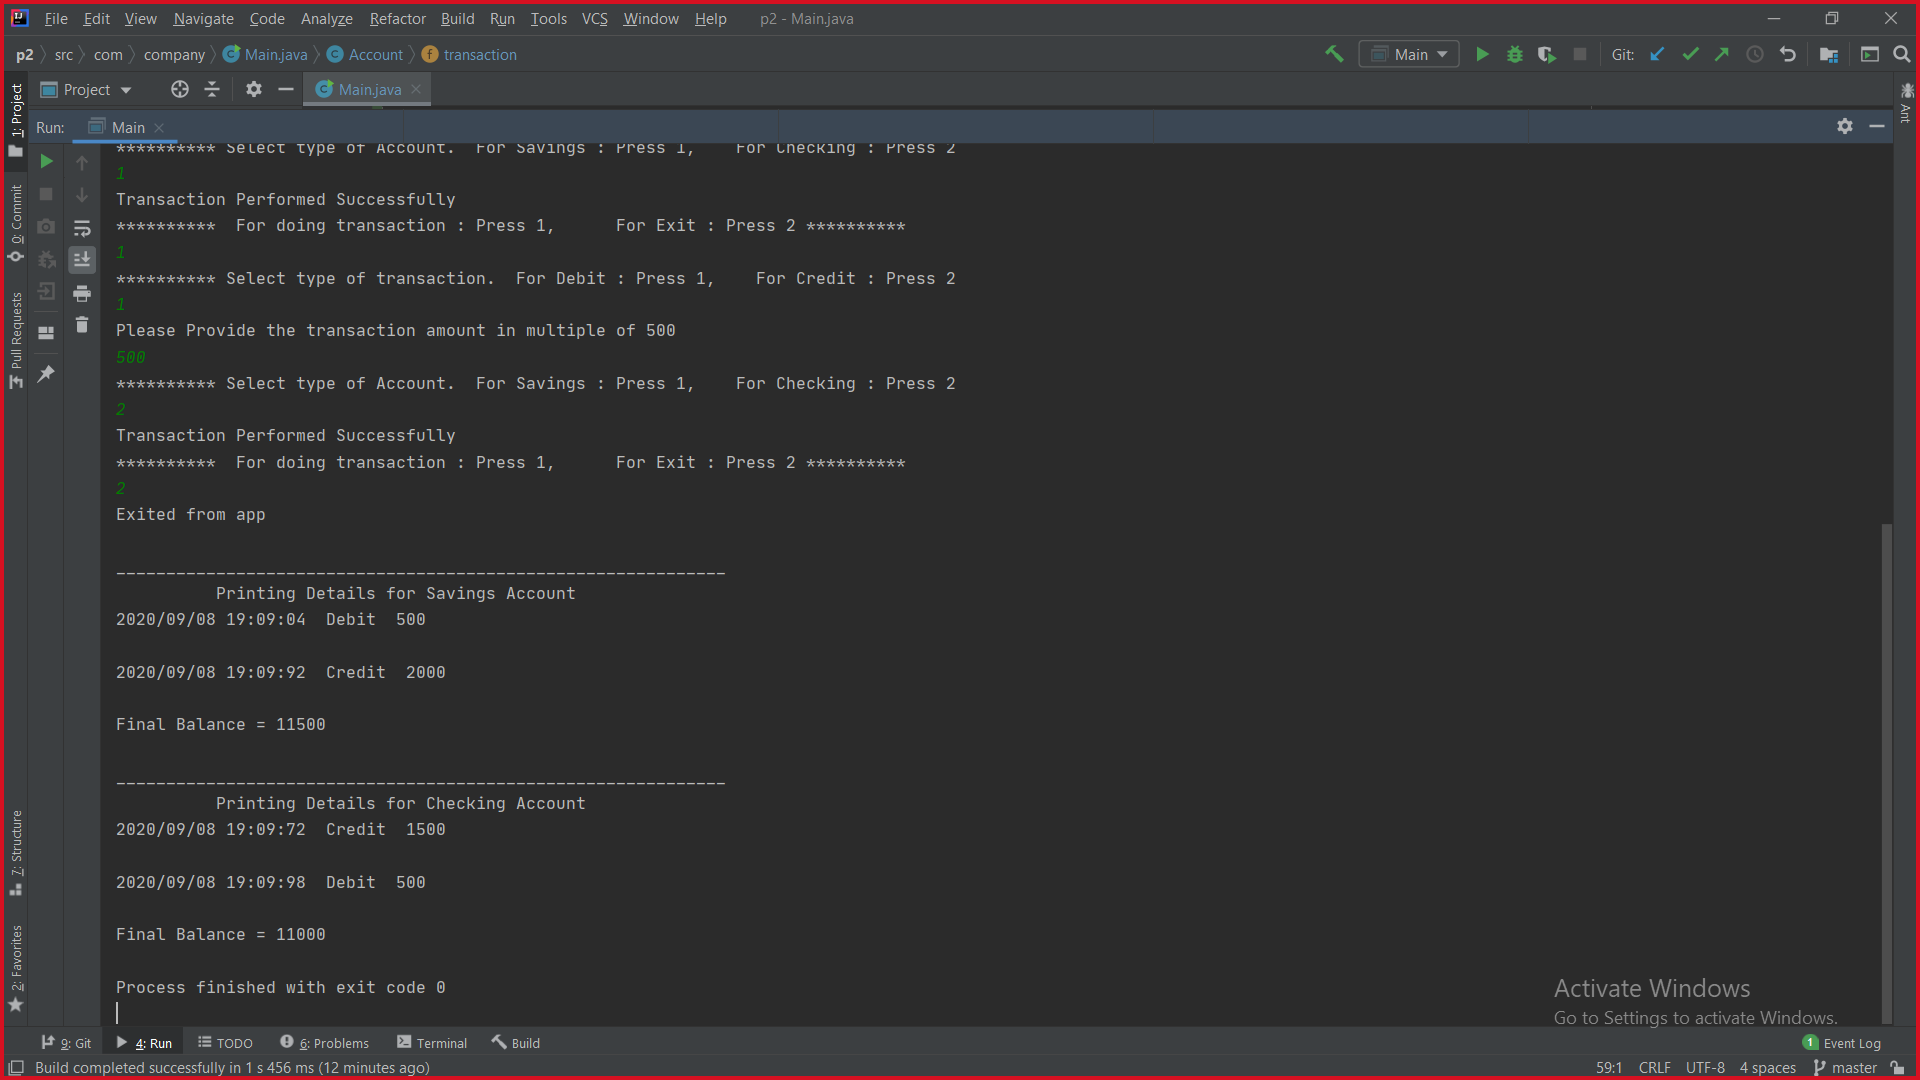 File Edit View Navigate Code Analyze Refactor Build Run Tools VCS Window Help p2 - Main.java
p2 src com company Main.java Account transaction Main Git:
Project Main.java
Run: Main
1: Project
0: Commit
Pull Requests
7: Structure
2: Favorites
Ant
********** Select type of Account.  For Savings : Press 1,    For Checking : Press 2
1
Transaction Performed Successfully
**********  For doing transaction : Press 1,      For Exit : Press 2 **********
1
********** Select type of transaction.  For Debit : Press 1,    For Credit : Press 2
1
Please Provide the transaction amount in multiple of 500
500
********** Select type of Account.  For Savings : Press 1,    For Checking : Press 2
2
Transaction Performed Successfully
**********  For doing transaction : Press 1,      For Exit : Press 2 **********
2
Exited from app
_____________________________________________________________
Printing Details for Savings Account
2020/09/08 19:09:04  Debit  500
2020/09/08 19:09:92  Credit  2000
Final Balance = 11500
_____________________________________________________________
Printing Details for Checking Account
2020/09/08 19:09:72  Credit  1500
2020/09/08 19:09:98  Debit  500
Final Balance = 11000
Process finished with exit code 0
Activate Windows
Go to Settings to activate Windows.
9: Git 4: Run TODO 6: Problems Terminal Build 1 Event Log
Build completed successfully in 1 s 456 ms (12 minutes ago) 59:1 CRLF UTF-8 4 spaces master